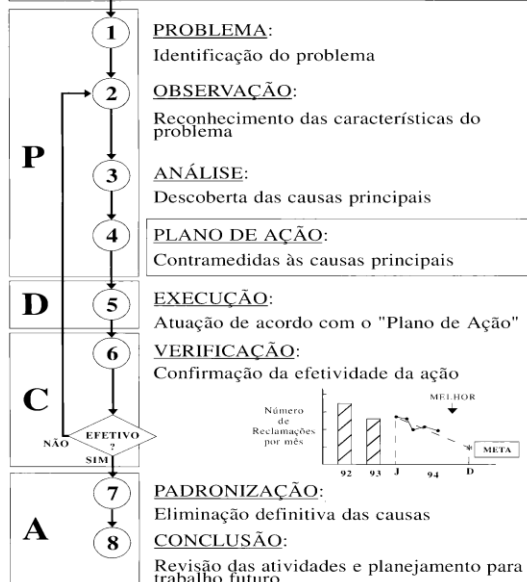 P
1
PROBLEMA:
Identificação do problema
2
OBSERVAÇÃO:
Reconhecimento das características do
problema
3
ANÁLISE:
Descoberta das causas principais
4
PLANO DE AÇÃO:
Contramedidas às causas principais
D
5
EXECUÇÃO:
Atuação de acordo com o "Plano de Ação"
C
6
VERIFICAÇÃO:
Confirmação da efetividade da ação
Número
de
Reclamações
por mês
MELHOR
META
92 93 J 94 D
EFETIVO
?
NÃO
SIM
A
7
PADRONIZAÇÃO:
Eliminação definitiva das causas
8
CONCLUSÃO:
Revisão das atividades e planejamento para
trabalho futuro